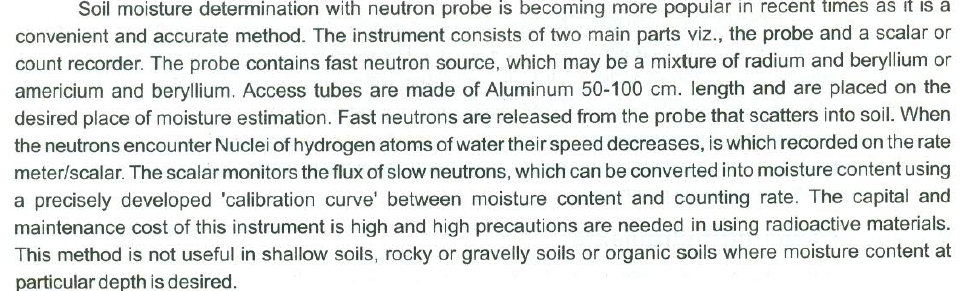 Soil moisture determination with neutron probe is becoming more popular in recent times as it is a
convenient and accurate method. The instrument consists of two main parts viz., the probe and a scalar or
count recorder. The probe contains fast neutron source, which may be a mixture of radium and beryllium or
americium and beryllium. Access tubes are made of Aluminum 50-100 cm. length and are placed on the
desired place of moisture estimation. Fast neutrons are released from the probe that scatters into soil. When
the neutrons encounter Nuclei of hydrogen atoms of water their speed decreases, is which recorded on the rate
meter/scalar. The scalar monitors the flux of slow neutrons, which can be converted into moisture content using
a precisely developed 'calibration curve' between moisture content and counting rate. The capital and
maintenance cost of this instrument is high and high precautions are needed in using radioactive materials.
This method is not useful in shallow soils, rocky or gravelly soils or organic soils where moisture content at
particular depth is desired.